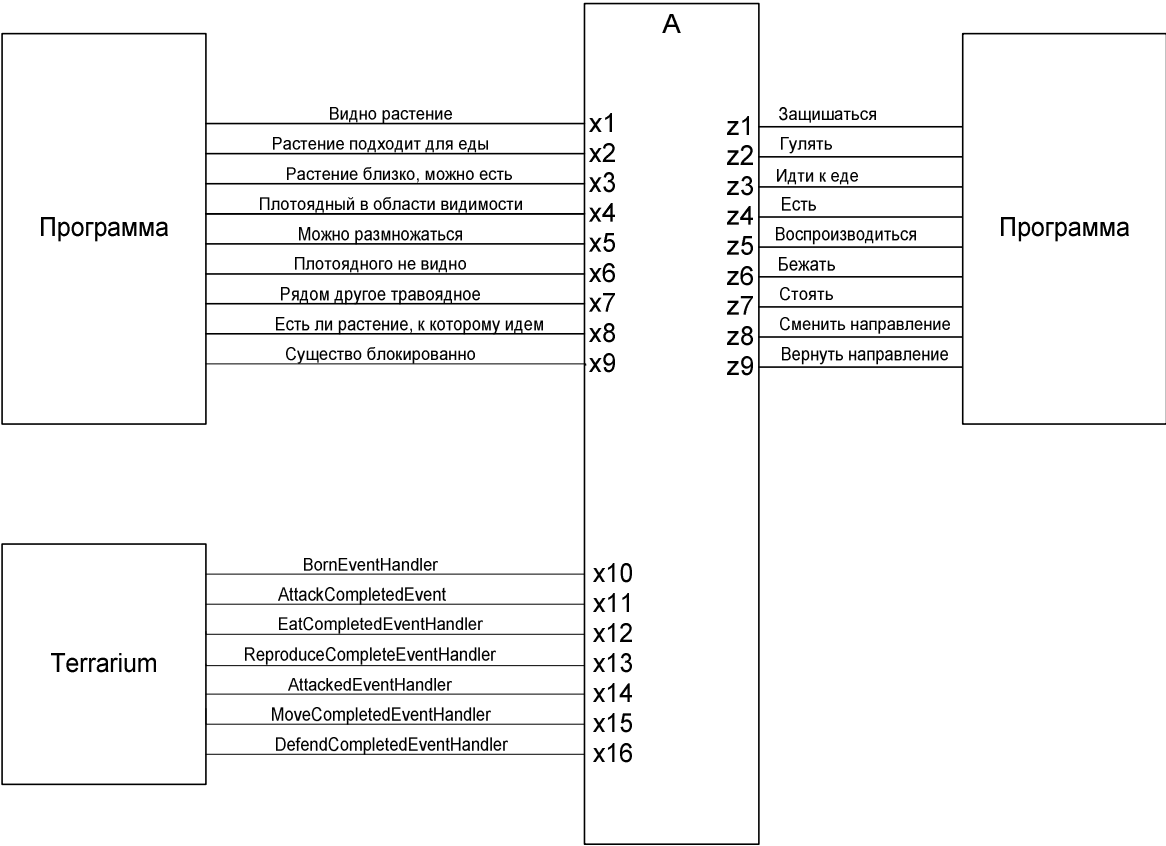 A
Программа
Видно растение
x1
Растение подходит для еды
x2
Растение близко, можно есть
x3
Плотоядный в области видимости
x4
Можно размножаться
x5
Плотоядного не видно
x6
Рядом другое травоядное
x7
Есть ли растение, к которому идем
x8
Существо блокированно
x9
z1
Защишаться
z2
Гулять
z3
Идти к еде
z4
Есть
z5
Воспроизводиться
z6
Бежать
z7
Стоять
z8
Сменить направление
z9
Вернуть направление
Программа
Terrarium
BornEventHandler
x10
AttackCompletedEvent
x11
EatCompletedEventHandler
x12
ReproduceCompleteEventHandler
x13
AttackedEventHandler
x14
MoveCompletedEventHandler
x15
DefendCompletedEventHandler
x16